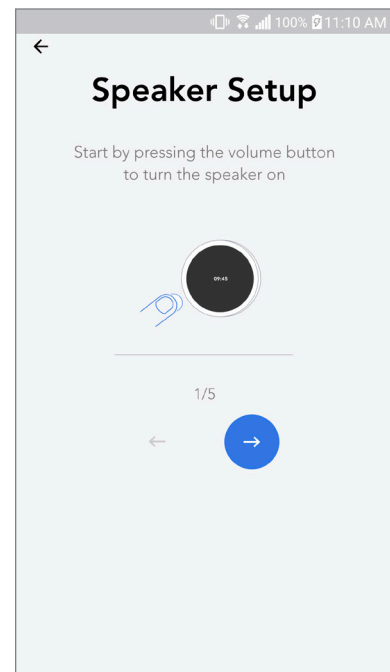 100% 11:10 AM
Speaker Setup
Start by pressing the volume button
to turn the speaker on
09:45
1/5